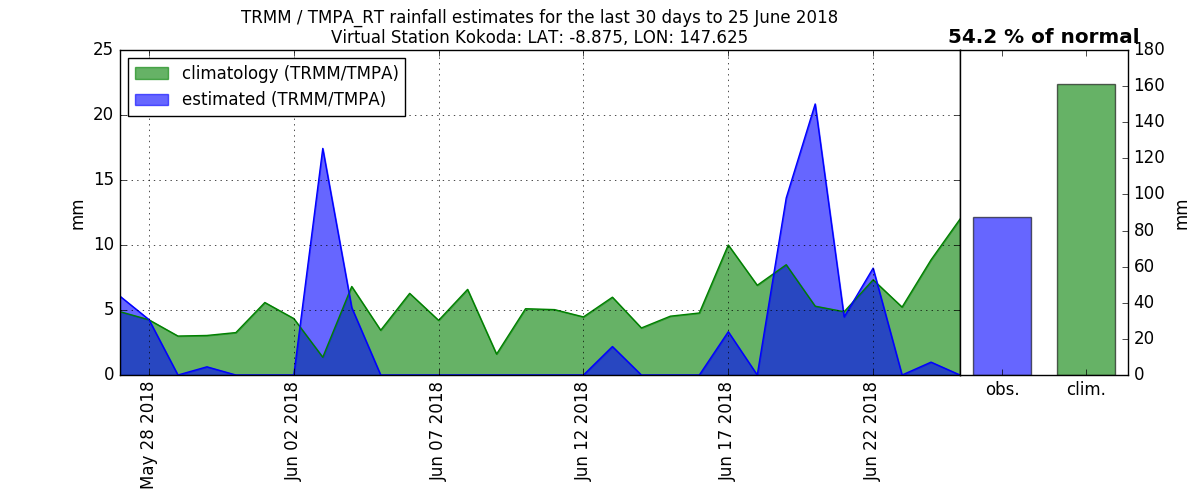 TRMM / TMPA_RT rainfall estimates for the last 30 days to 25 June 2018
Virtual Station Kokoda: LAT: -8.875, LON: 147.625
54.2 % of normal
climatology (TRMM/TMPA)
estimated (TRMM/TMPA)
25
20
15
10
5
0
mm
May 28 2018
Jun 02 2018
Jun 07 2018
Jun 12 2018
Jun 17 2018
Jun 22 2018
180
160
140
120
100
80
60
40
20
0
mm
obs.
clim.